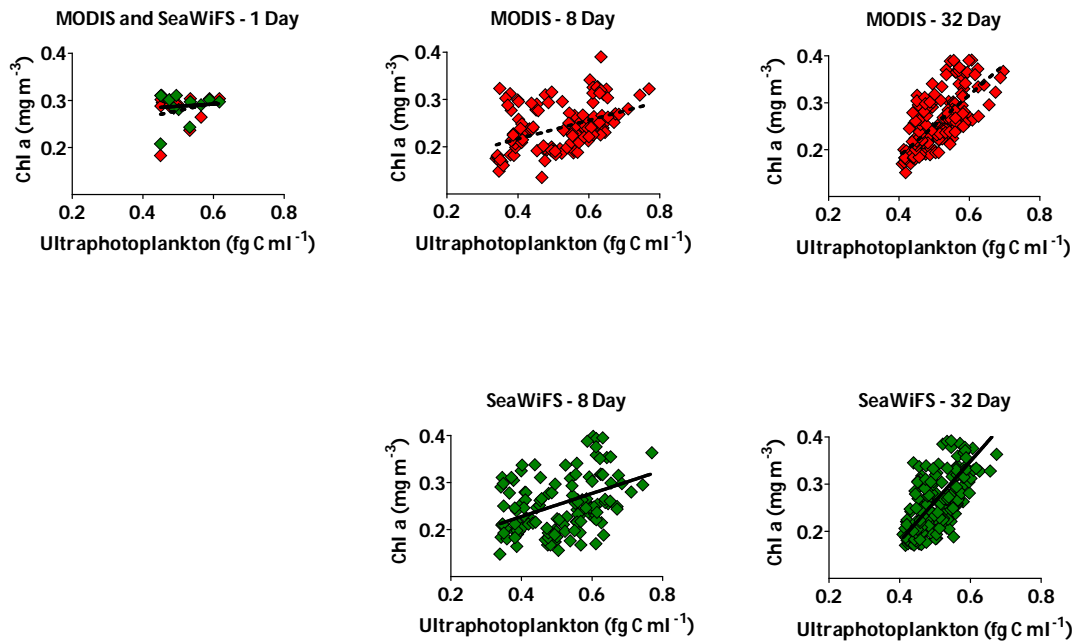 MODIS and SeaWiFS - 1 Day
0.4
0.3
0.2
Chl a (mg m⁻³)
0.2 0.4 0.6 0.8
Ultraphotoplankton (fg C ml⁻¹)
MODIS - 8 Day
0.4
0.3
0.2
Chl a (mg m⁻³)
0.2 0.4 0.6 0.8
Ultraphotoplankton (fg C ml⁻¹)
MODIS - 32 Day
0.4
0.3
0.2
Chl a (mg m⁻³)
0.2 0.4 0.6 0.8
Ultraphotoplankton (fg C ml⁻¹)
SeaWiFS - 8 Day
0.4
0.3
0.2
Chl a (mg m⁻³)
0.2 0.4 0.6 0.8
Ultraphotoplankton (fg C ml⁻¹)
SeaWiFS - 32 Day
0.4
0.3
0.2
Chl a (mg m⁻³)
0.2 0.4 0.6 0.8
Ultraphotoplankton (fg C ml⁻¹)